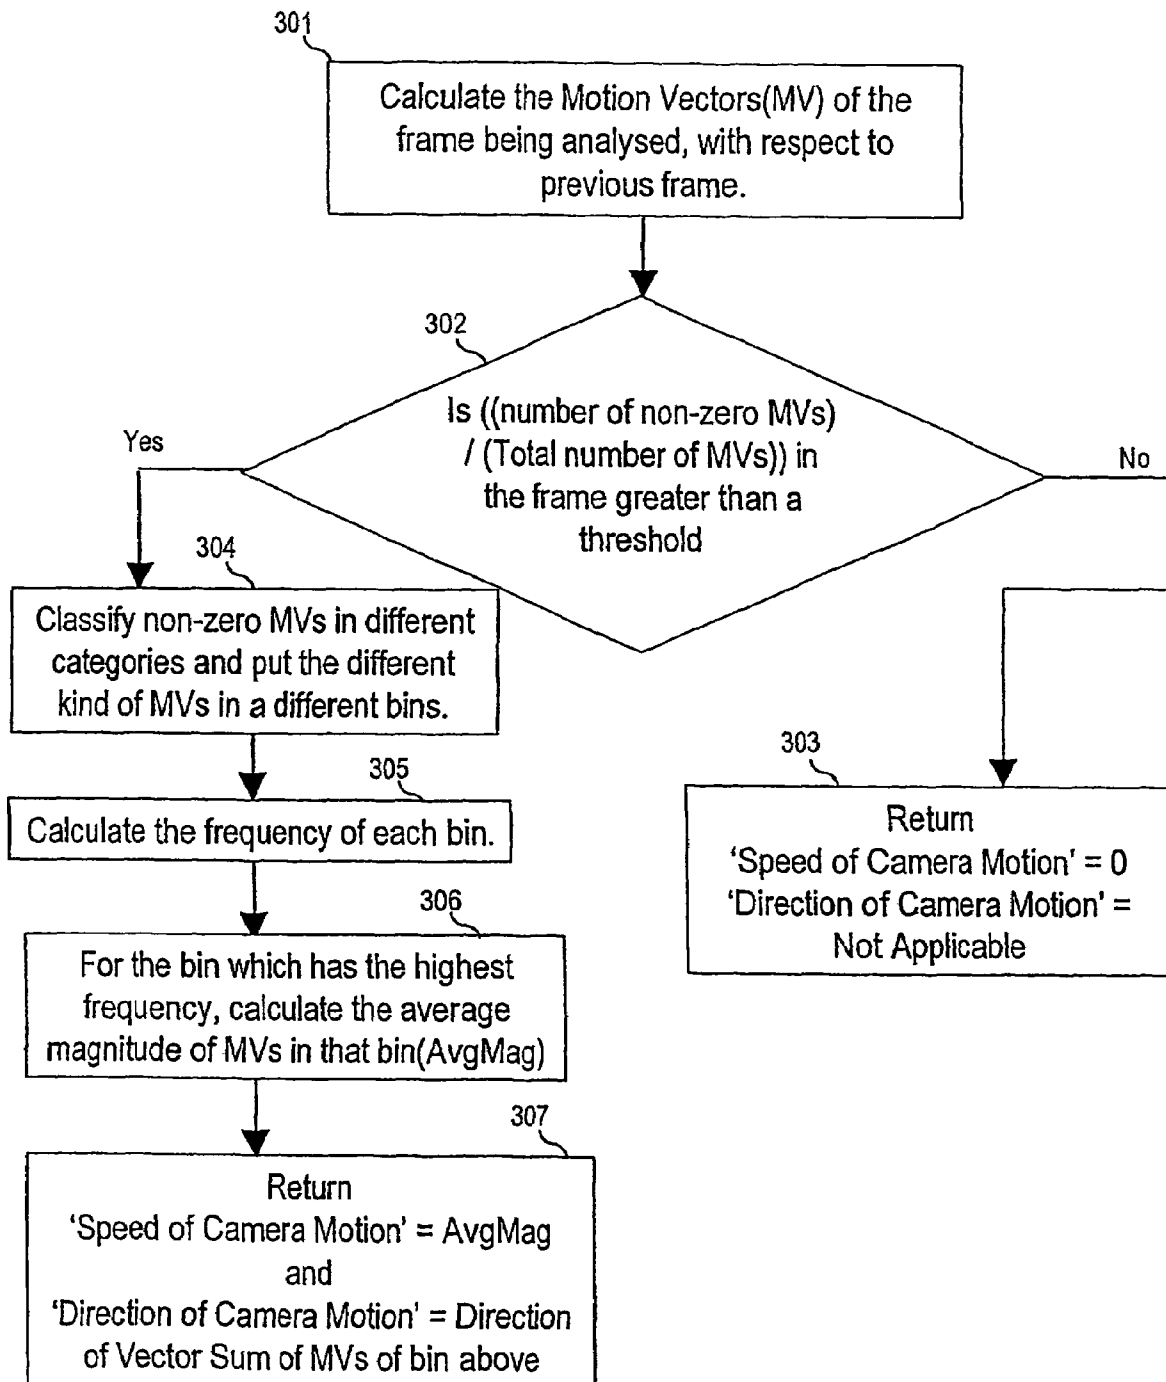 301
Calculate the Motion Vectors(MV) of the
frame being analysed, with respect to
previous frame.
302
Is ((number of non-zero MVs)
/ (Total number of MVs)) in
the frame greater than a
threshold
Yes
No
304
Classify non-zero MVs in different
categories and put the different
kind of MVs in a different bins.
305
Calculate the frequency of each bin.
303
Return
‘Speed of Camera Motion’ = 0
‘Direction of Camera Motion’ =
Not Applicable
306
For the bin which has the highest
frequency, calculate the average
magnitude of MVs in that bin(AvgMag)
307
Return
‘Speed of Camera Motion’ = AvgMag
and
‘Direction of Camera Motion’ = Direction
of Vector Sum of MVs of bin above